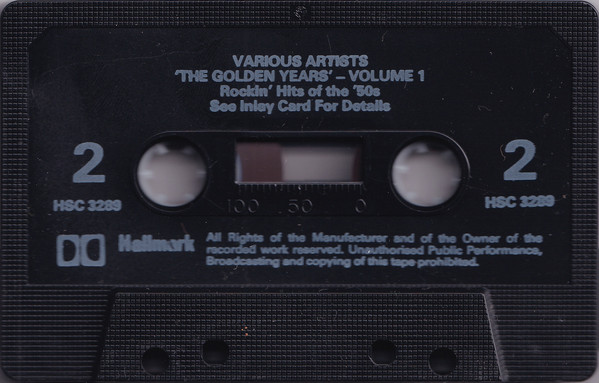 VARIOUS ARTISTS
'THE GOLDEN YEARS' – VOLUME 1
Rockin' Hits of the '50s
See Inlay Card For Details
2 2
HSC 3289 HSC 3289
100 50 0
Hallmark
All Rights of the Manufacturer and of the Owner of the
recorded work reserved. Unauthorised Public Performance,
Broadcasting and copying of this tape prohibited.